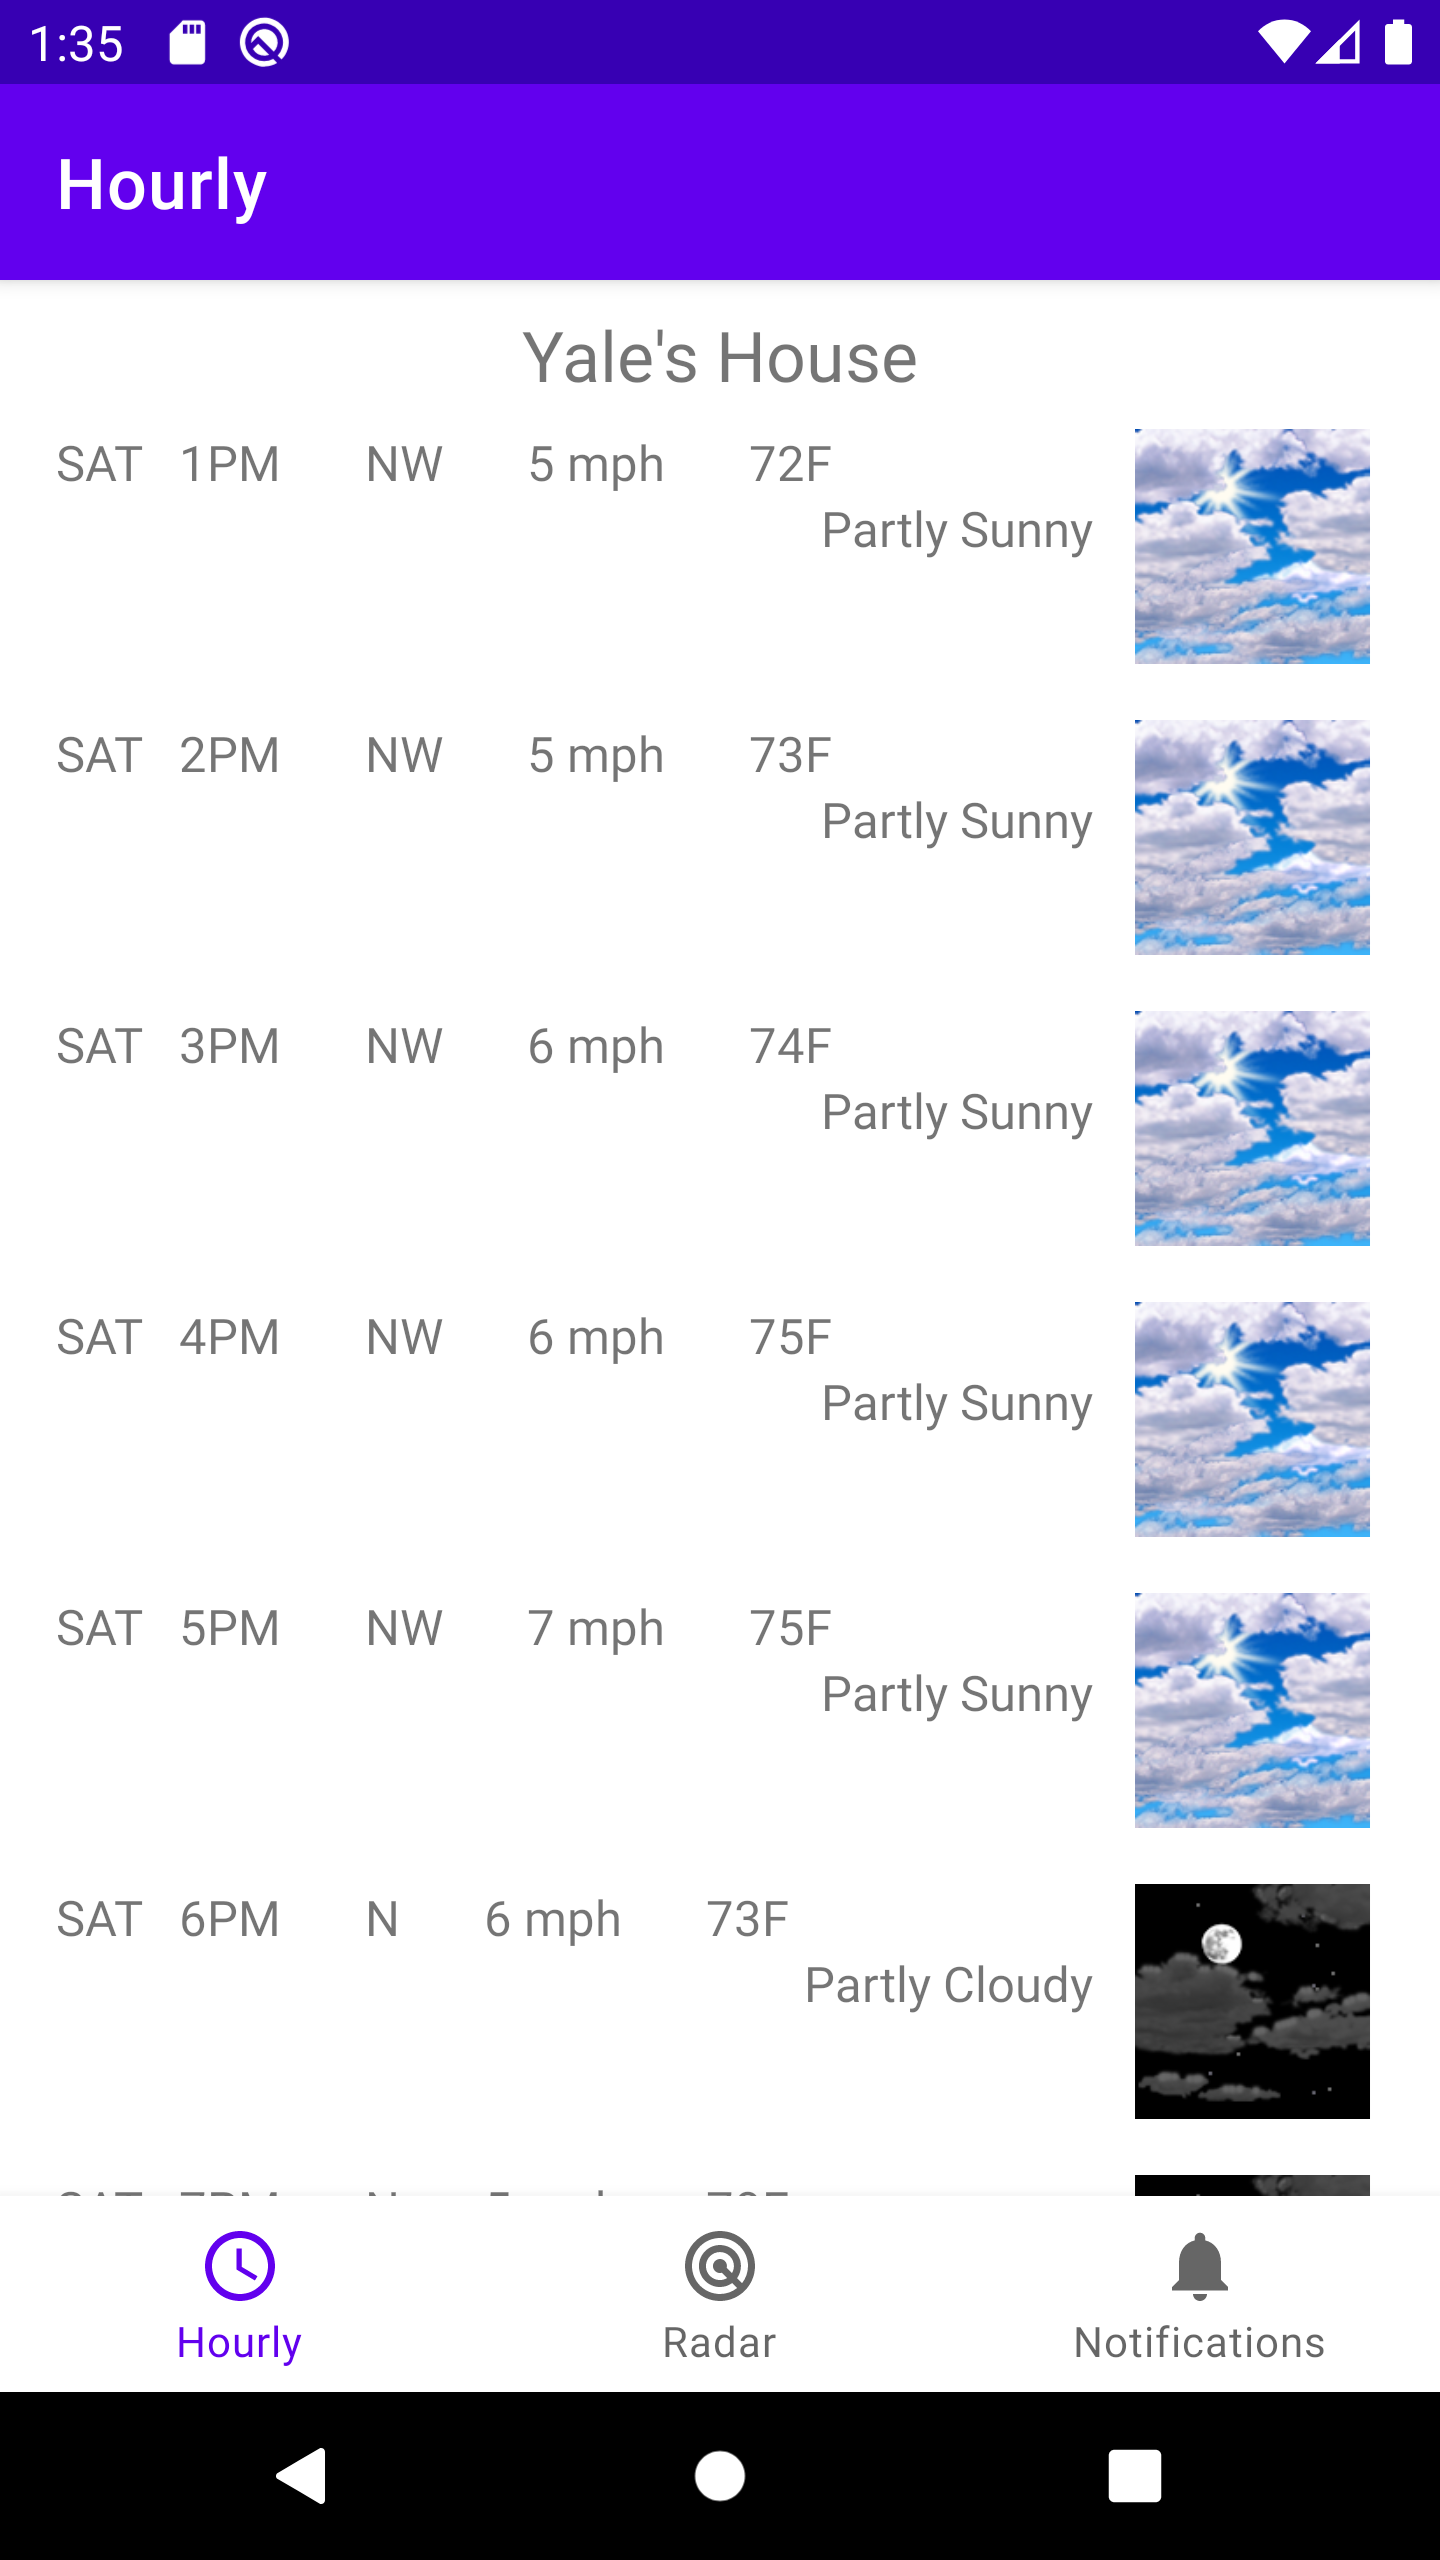 1:35
Hourly
Yale's House
SAT 1PM NW 5 mph 72F
Partly Sunny
SAT 2PM NW 5 mph 73F
Partly Sunny
SAT 3PM NW 6 mph 74F
Partly Sunny
SAT 4PM NW 6 mph 75F
Partly Sunny
SAT 5PM NW 7 mph 75F
Partly Sunny
SAT 6PM N 6 mph 73F
Partly Cloudy
Hourly Radar Notifications